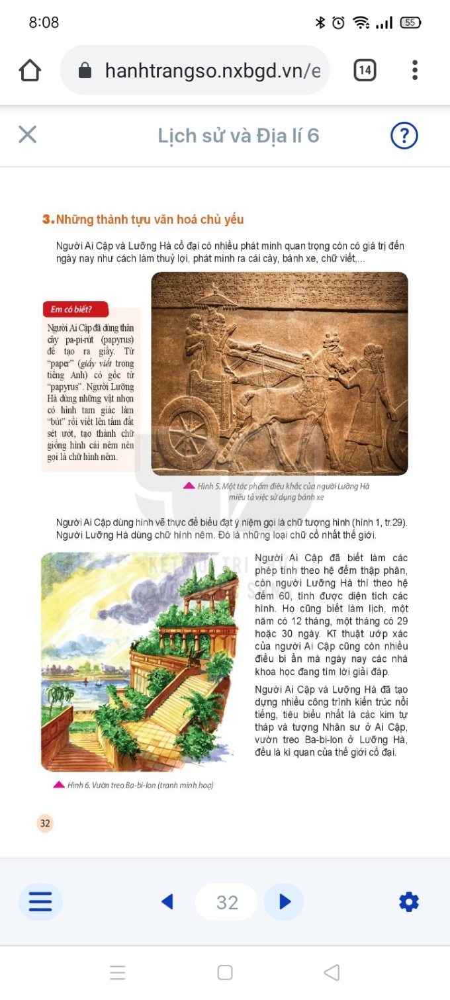 8:08
55
hanhtrangso.nxbgd.vn/e
14
Lịch sử và Địa lí 6
?
3. Những thành tựu văn hoá chủ yếu
Người Ai Cập và Lưỡng Hà cổ đại có nhiều phát minh quan trọng còn có giá trị đến
ngày nay như cách làm thuỷ lợi, phát minh ra cái cày, bánh xe, chữ viết,...
Em có biết?
Người Ai Cập đã dùng thân
cây pa-pi-rút (papyrus)
để tạo ra giấy. Từ
“paper” (giấy viết trong
tiếng Anh) có gốc từ
“papyrus”. Người Lưỡng
Hà dùng những vật nhọn
có hình tam giác làm
“bút” rồi viết lên tấm đất
sét ướt, tạo thành chữ
giống hình cái nêm nên
gọi là chữ hình nêm.
Hình 5. Một tác phẩm điêu khắc của người Lưỡng Hà
miêu tả việc sử dụng bánh xe
Người Ai Cập dùng hình vẽ thực để biểu đạt ý niệm gọi là chữ tượng hình (hình 1, tr.29).
Người Lưỡng Hà dùng chữ hình nêm. Đó là những loại chữ cổ nhất thế giới.
Người Ai Cập đã biết làm các
phép tính theo hệ đếm thập phân,
còn người Lưỡng Hà thì theo hệ
đếm 60, tính được diện tích các
hình. Họ cũng biết làm lịch, một
năm có 12 tháng, một tháng có 29
hoặc 30 ngày. Kĩ thuật ướp xác
của người Ai Cập cũng còn nhiều
điều bí ẩn mà ngày nay các nhà
khoa học đang tìm lời giải đáp.
Người Ai Cập và Lưỡng Hà đã tạo
dựng nhiều công trình kiến trúc nổi
tiếng, tiêu biểu nhất là các kim tự
tháp và tượng Nhân sư ở Ai Cập,
vườn treo Ba-bi-lon ở Lưỡng Hà,
đều là kì quan của thế giới cổ đại.
Hình 6. Vườn treo Ba-bi-lon (tranh minh hoạ)
32
32